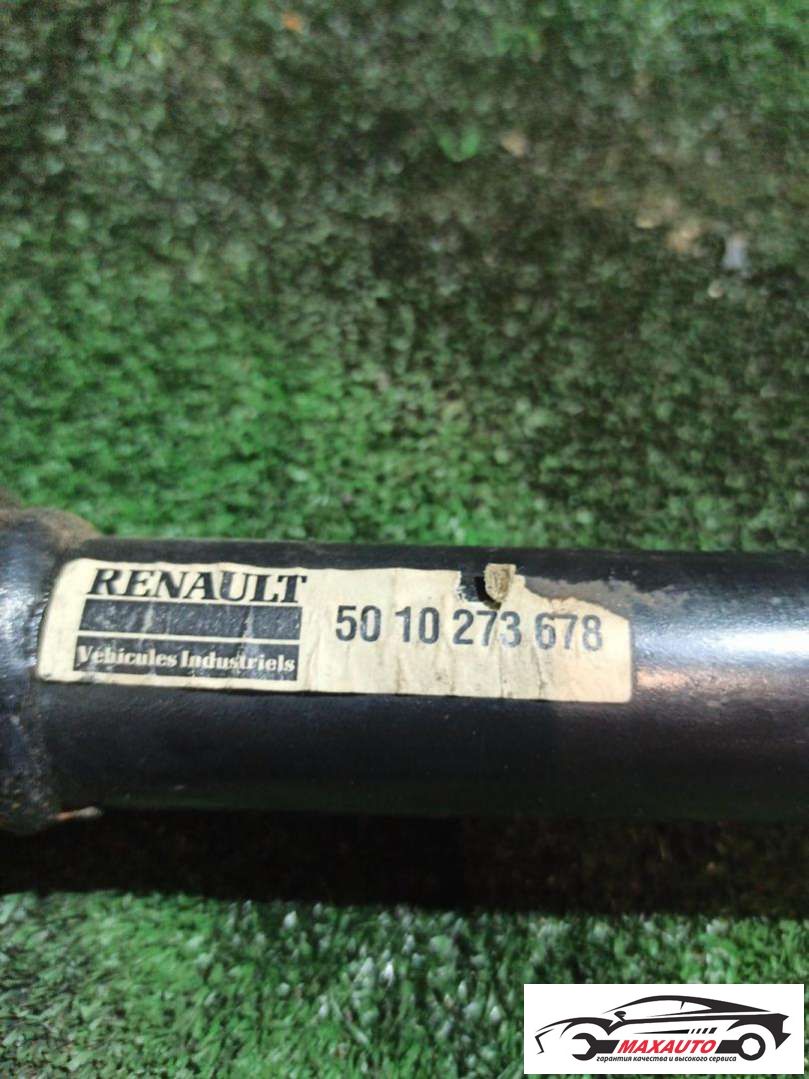 RENAULT
Véhicules Industriels
50 10 273 678
MAXAUTO
гарантия качества и высокого сервиса